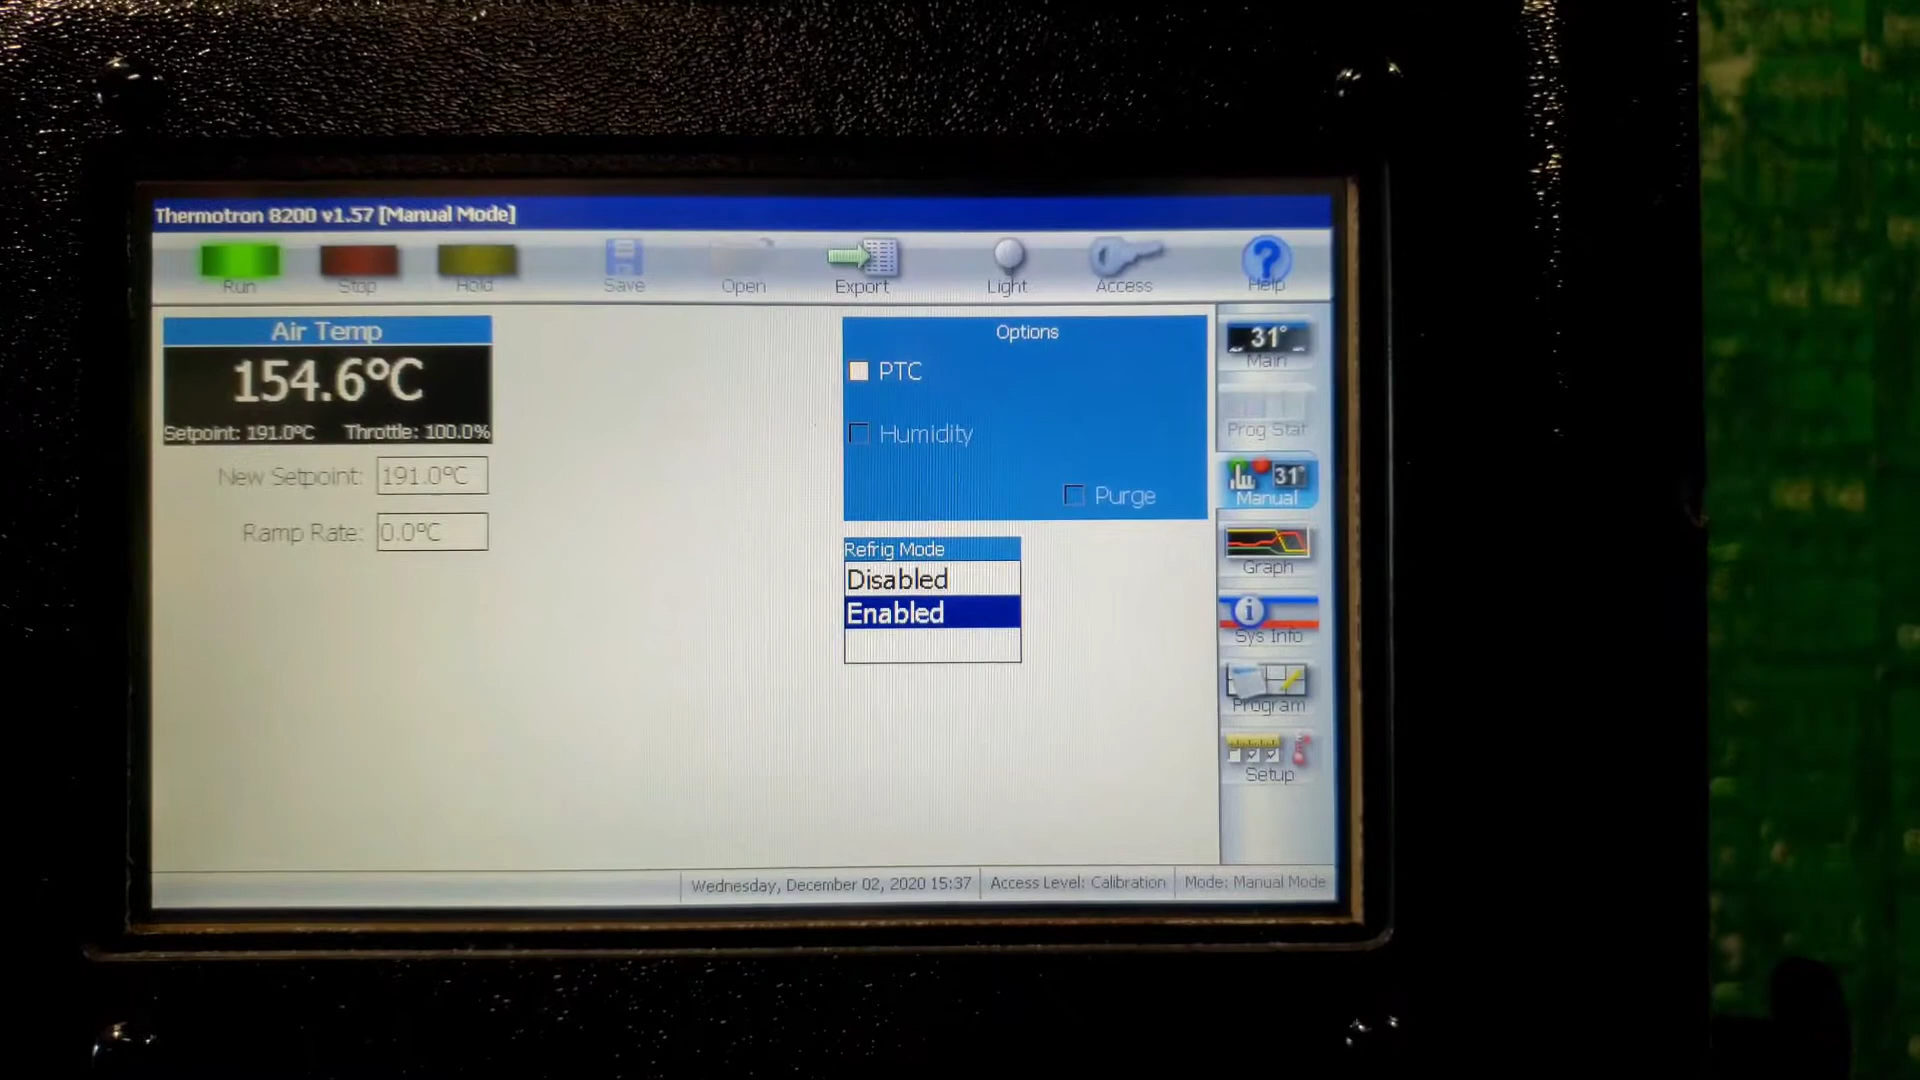 Thermotron 8200 v1.57 [Manual Mode]
Run Stop Hold Save Open Export Light Access Help
Air Temp
154.6°C
Setpoint: 191.0°C Throttle: 100.0%
New Setpoint: 191.0°C
Ramp Rate: 0.0°C
Options
PTC
Humidity
Purge
Refrig Mode
Disabled
Enabled
31°
Main
Prog Stat
31°
Manual
Graph
Sys Info
Program
Setup
Wednesday, December 02, 2020 15:37 Access Level: Calibration Mode: Manual Mode